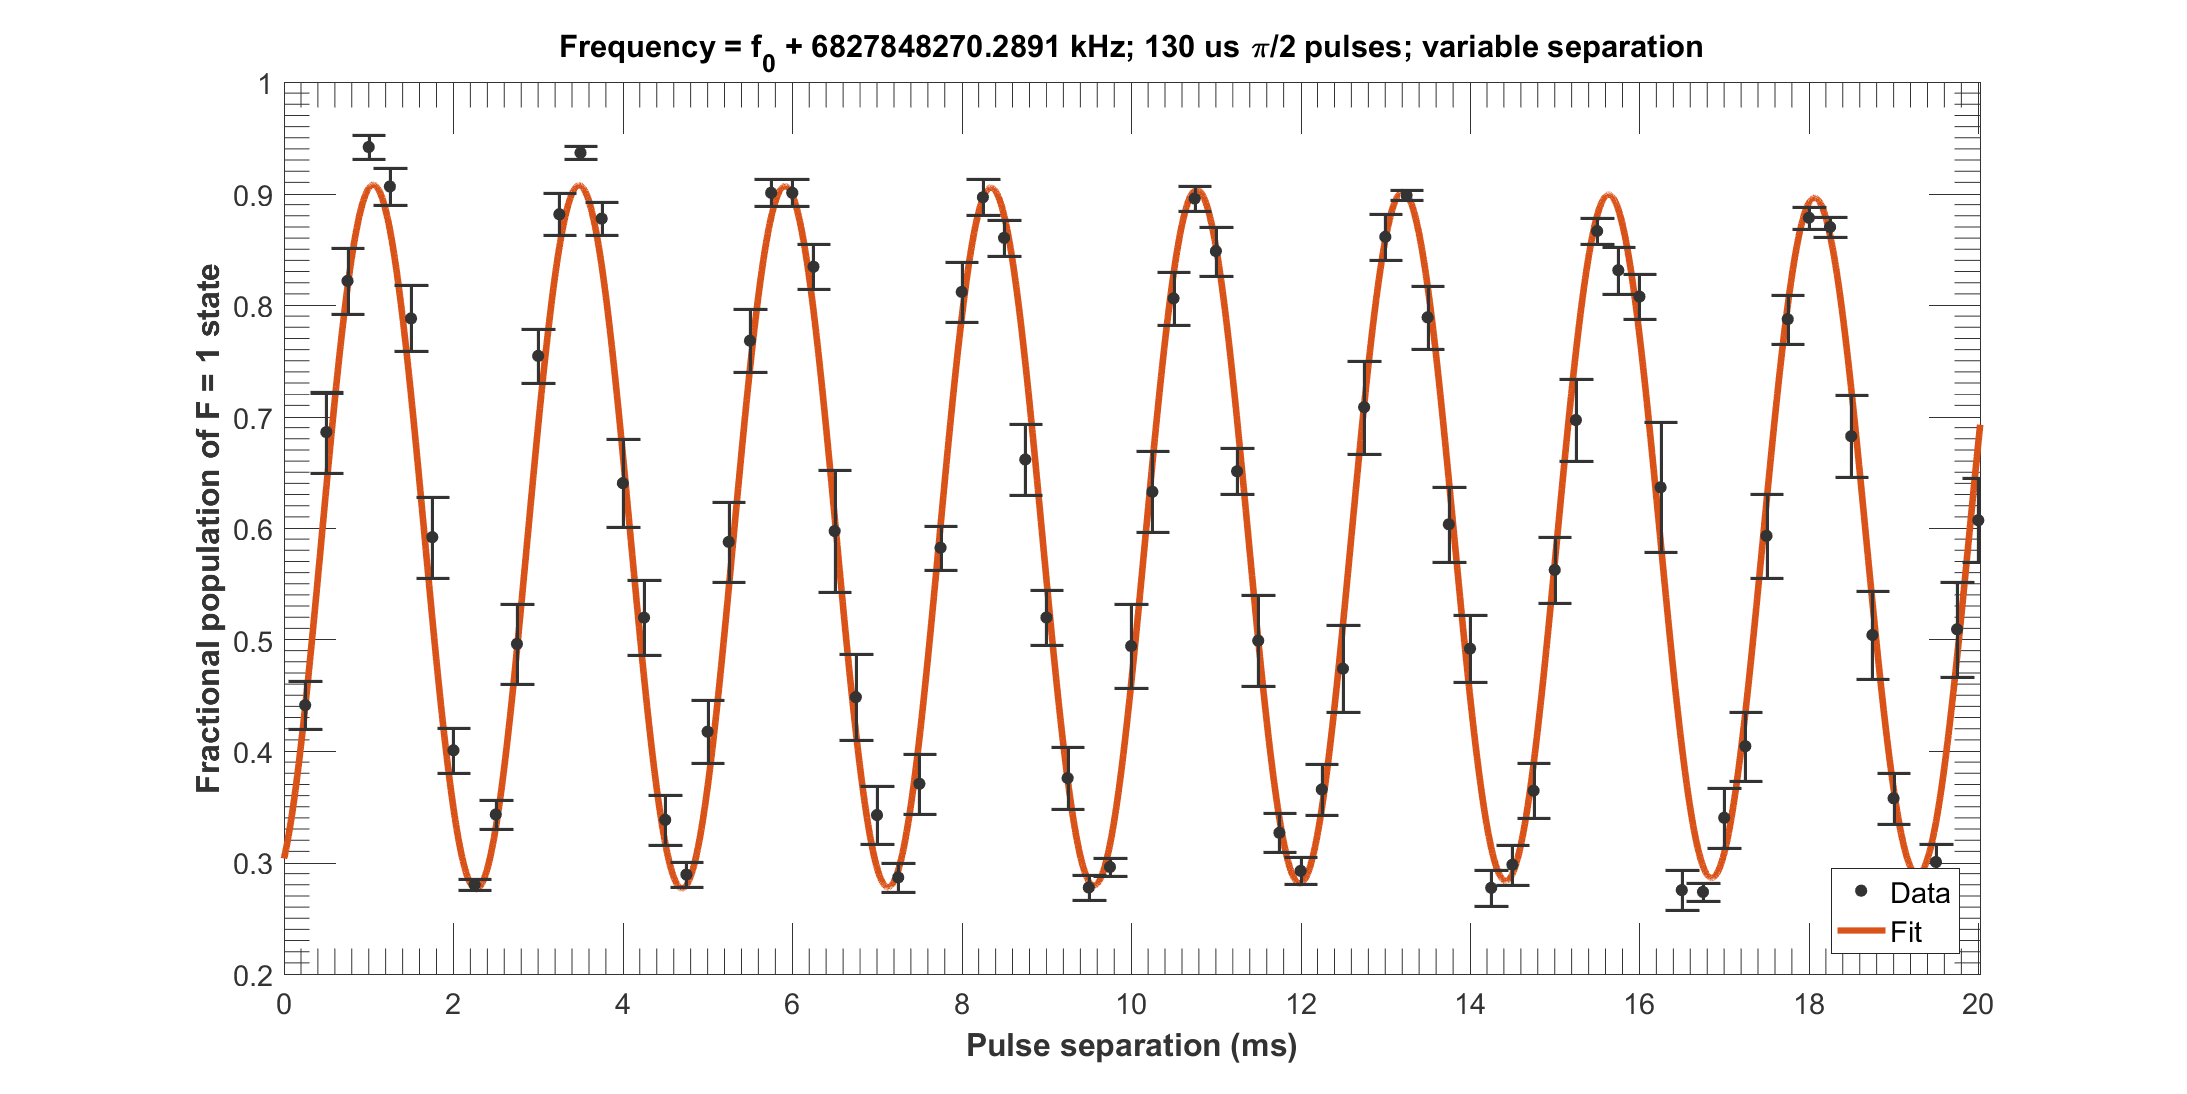 Frequency = f0 + 6827848270.2891 kHz; 130 us π/2 pulses; variable separation
1
0.9
0.8
0.7
0.6
0.5
0.4
0.3
0.2
Fractional population of F = 1 state
Data
Fit
0 2 4 6 8 10 12 14 16 18 20
Pulse separation (ms)